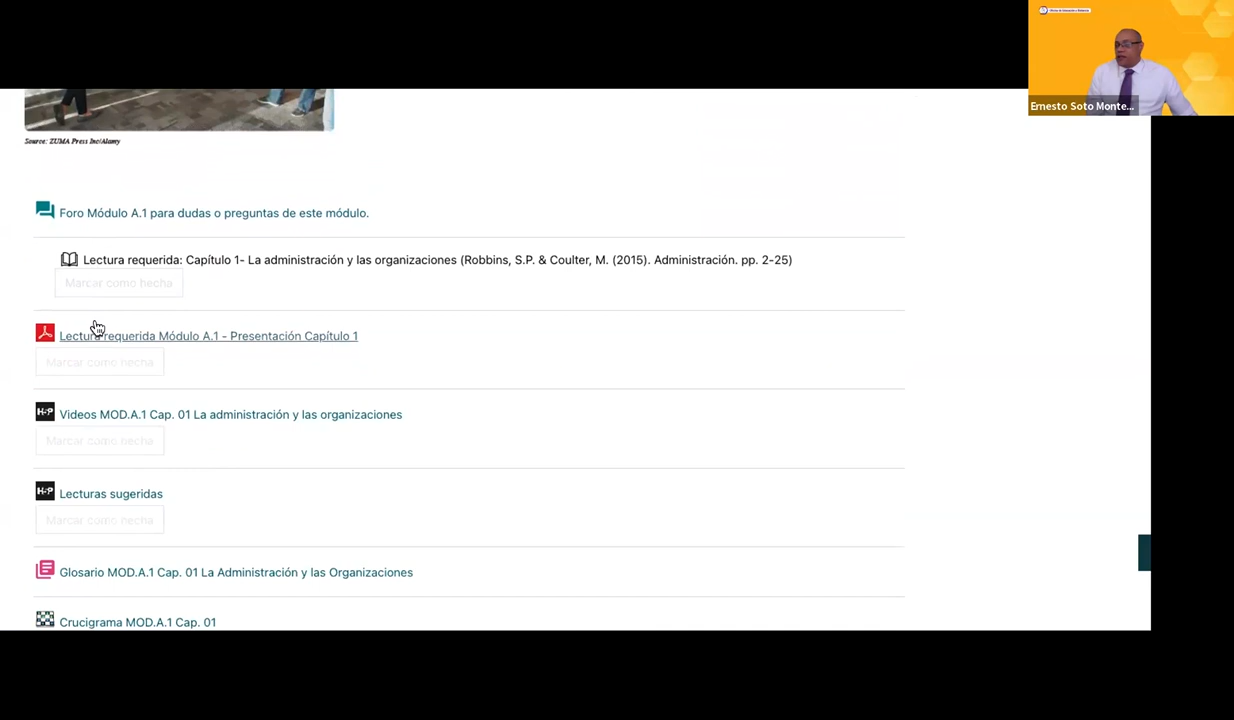 Ernesto Soto Monte...
Source: ZUMA Press Inc/Alamy
Foro Módulo A.1 para dudas o preguntas de este módulo.
Lectura requerida: Capítulo 1- La administración y las organizaciones (Robbins, S.P. & Coulter, M. (2015). Administración. pp. 2-25)
Marcar como hecha
Lectura requerida Módulo A.1 - Presentación Capítulo 1
Marcar como hecha
H-P Videos MOD.A.1 Cap. 01 La administración y las organizaciones
Marcar como hecha
H-P Lecturas sugeridas
Marcar como hecha
Glosario MOD.A.1 Cap. 01 La Administración y las Organizaciones
Crucigrama MOD.A.1 Cap. 01